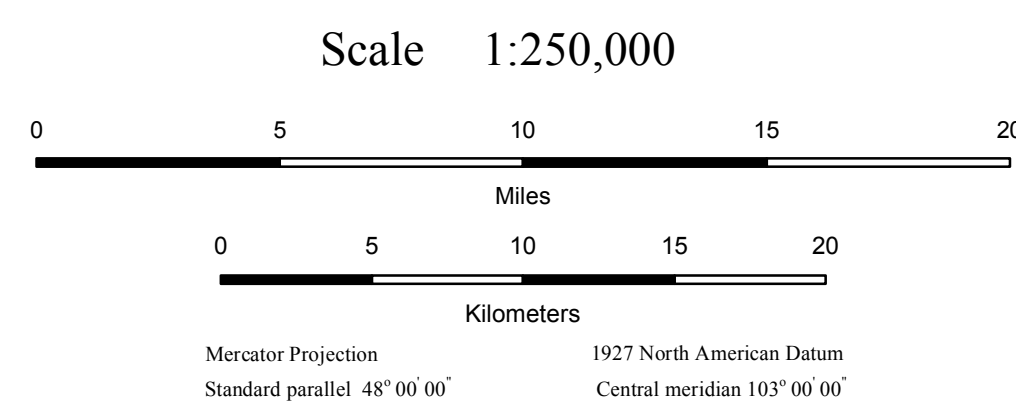 Scale 1:250,000
0 5 10 15 20
Miles
0 5 10 15 20
Kilometers
Mercator Projection 1927 North American Datum
Standard parallel 48° 00' 00" Central meridian 103° 00' 00"